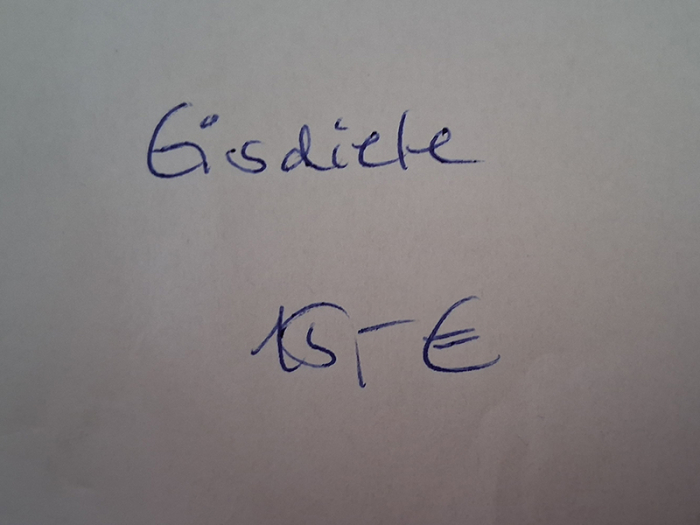 Eisdiele
15,- €